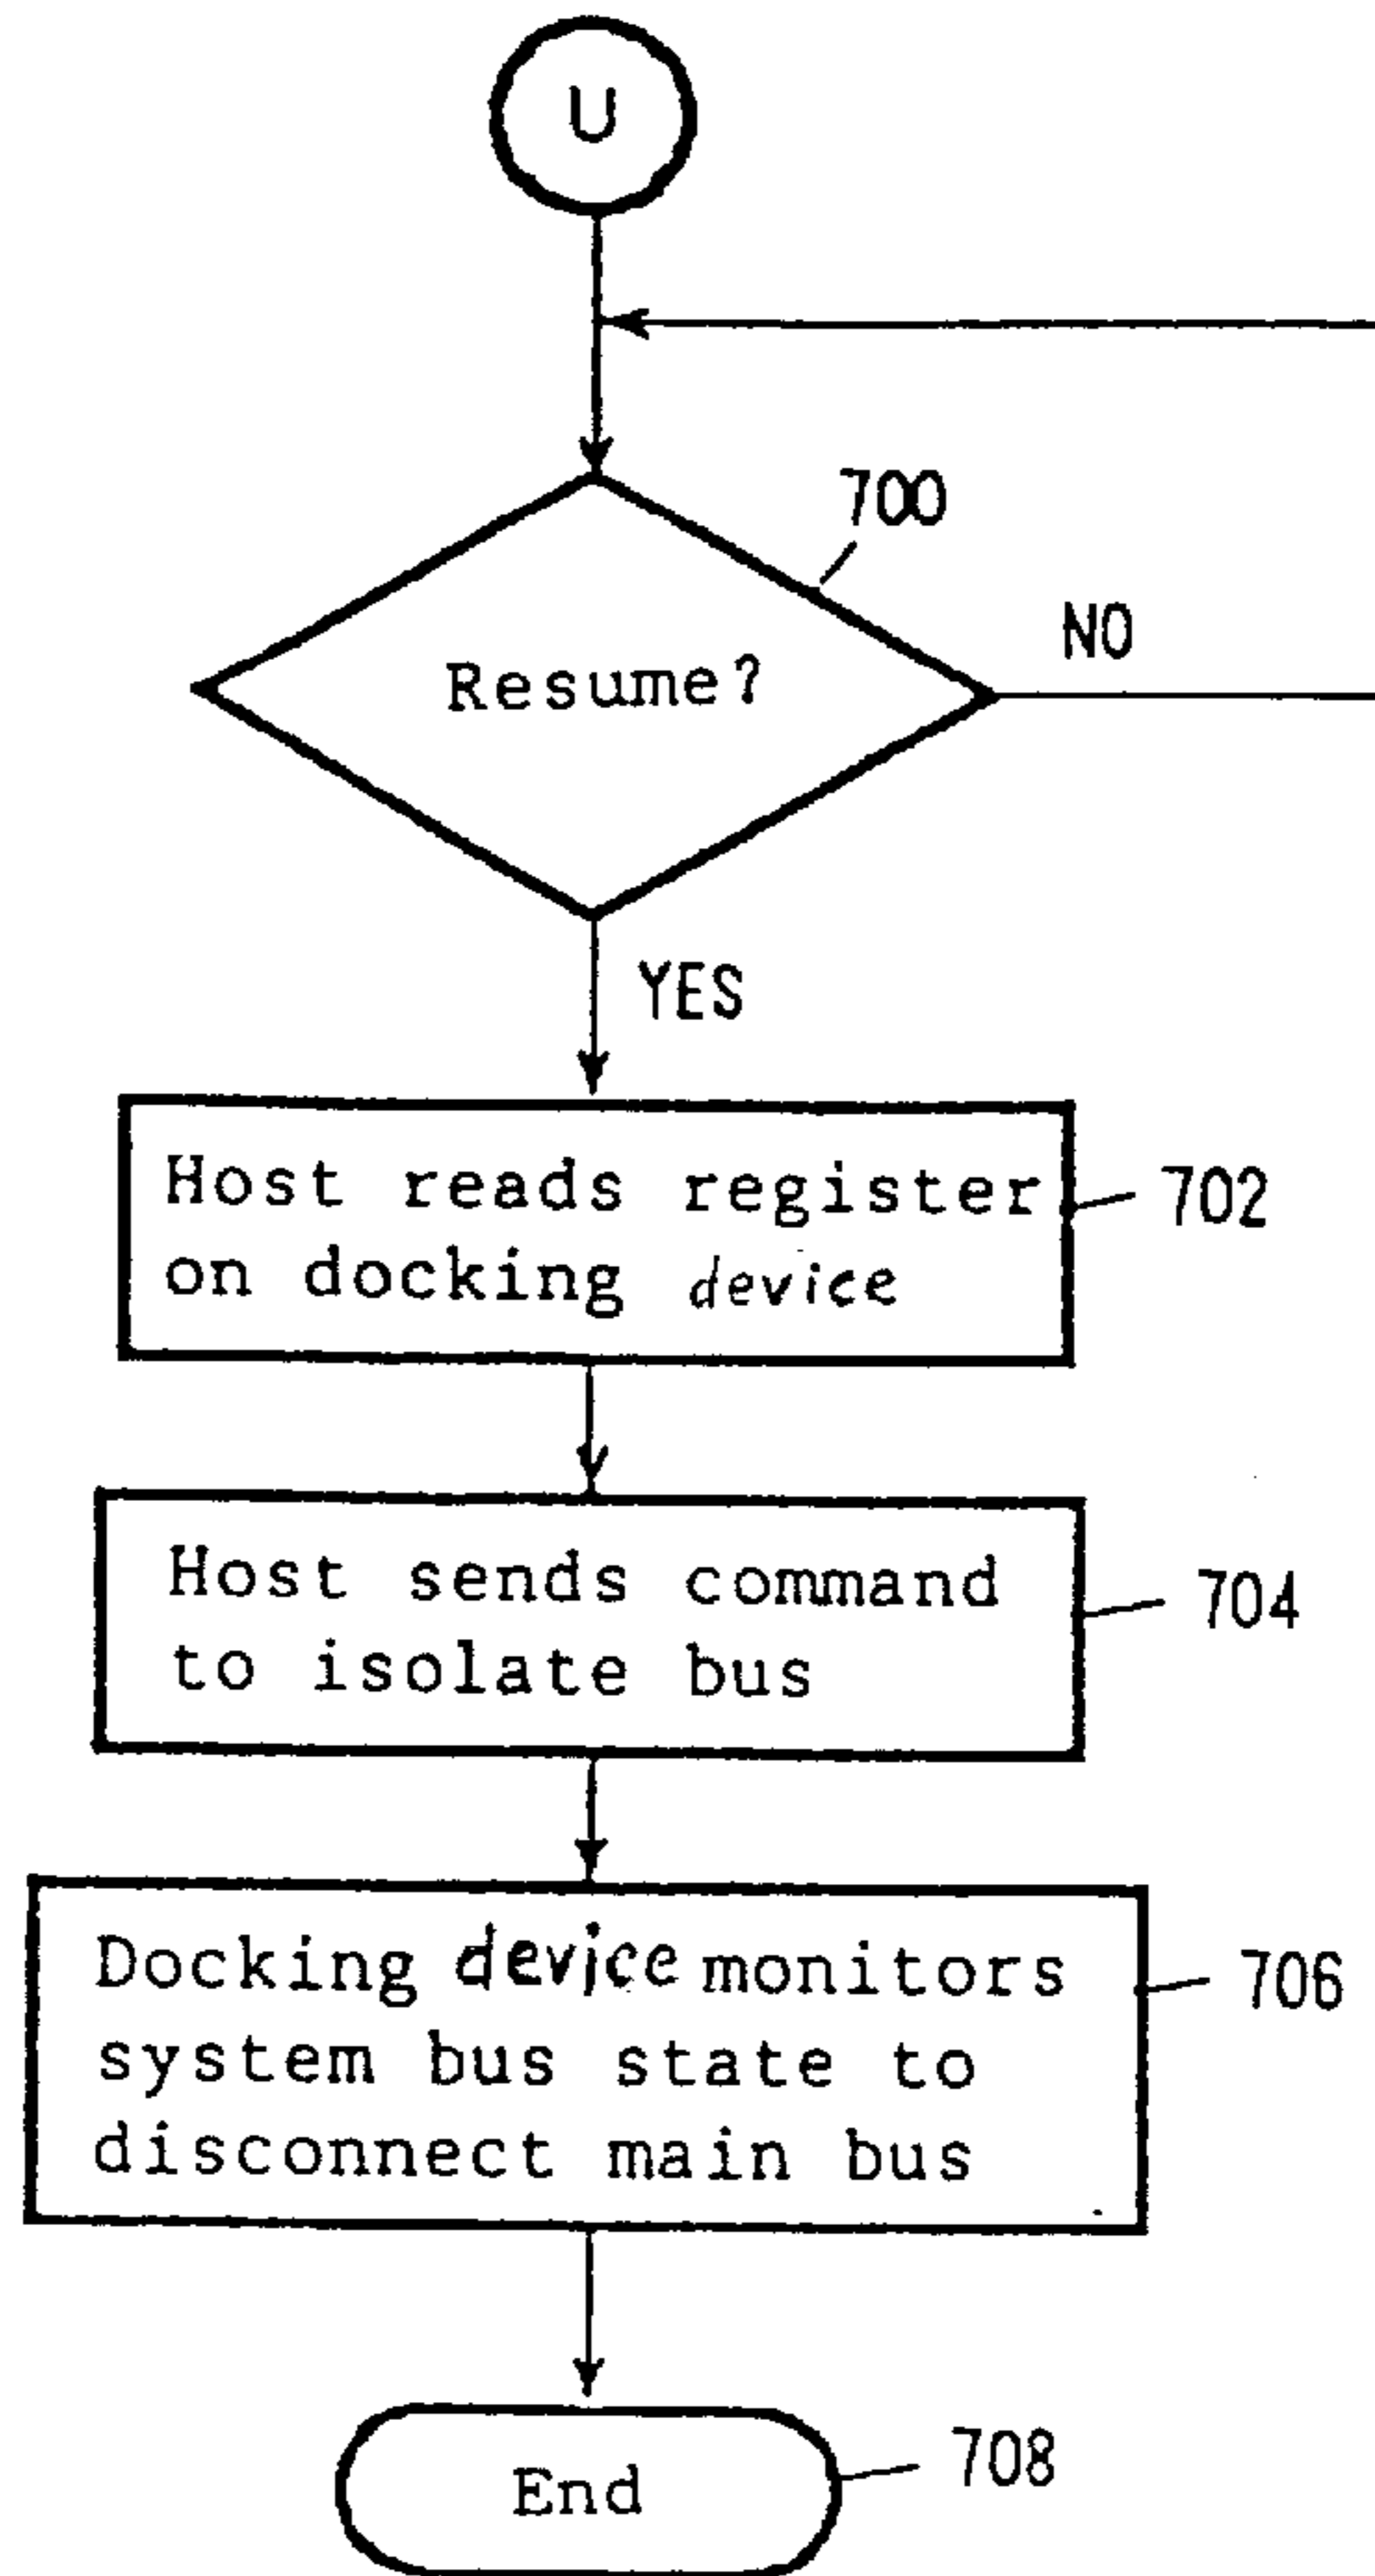 U
700
Resume?
NO
YES
Host reads register
on docking device
702
Host sends command
to isolate bus
704
Docking device monitors
system bus state to
disconnect main bus
706
End
708